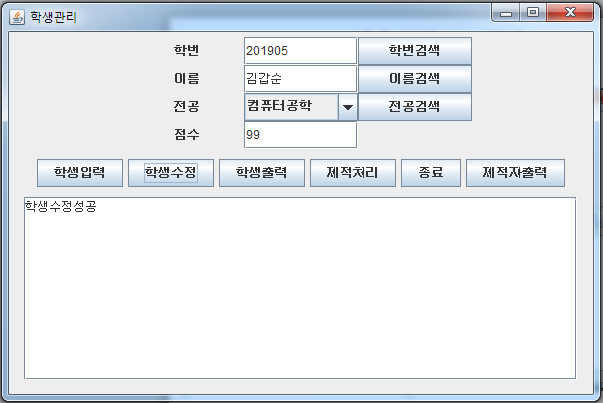 학생관리
학번 201905 학번검색
이름 김갑순 이름검색
전공 컴퓨터공학 전공검색
점수 99
학생입력 학생수정 학생출력 제적처리 종료 제적자출력
학생수정성공